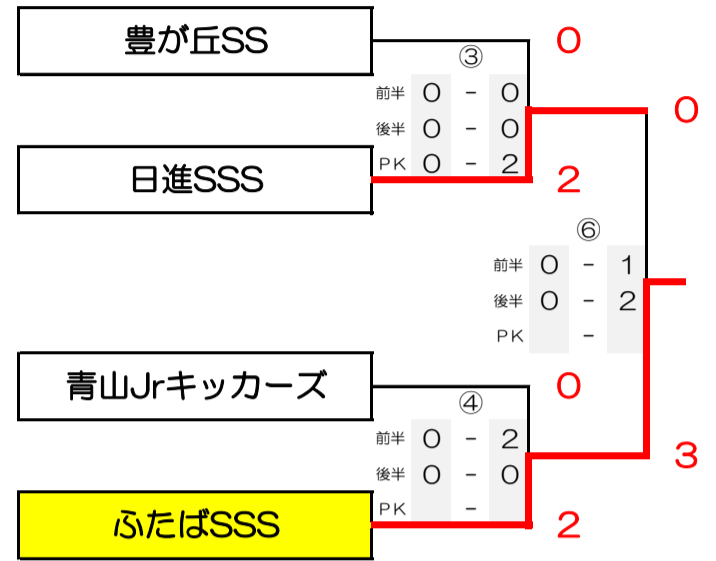 豊が丘SS
0
③
前半 0 - 0
0
後半 0 - 0
PK 0 - 2
日進SSS
2
⑥
前半 0 - 1
後半 0 - 2
PK -
青山Jrキッカーズ
0
④
前半 0 - 2
3
後半 0 - 0
PK -
ふたばSSS
2